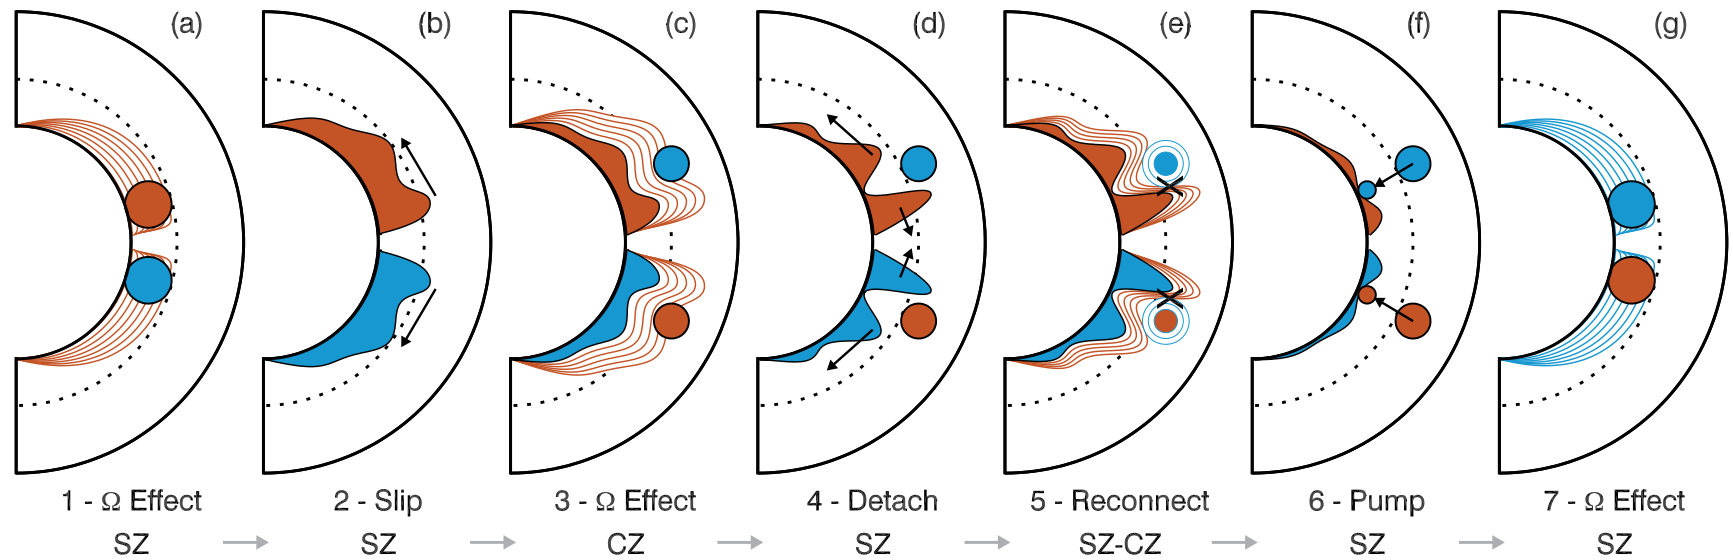 (a) (b) (c) (d) (e) (f) (g)
1 - Ω Effect 2 - Slip 3 - Ω Effect 4 - Detach 5 - Reconnect 6 - Pump 7 - Ω Effect
SZ → SZ → CZ → SZ → SZ-CZ → SZ → SZ